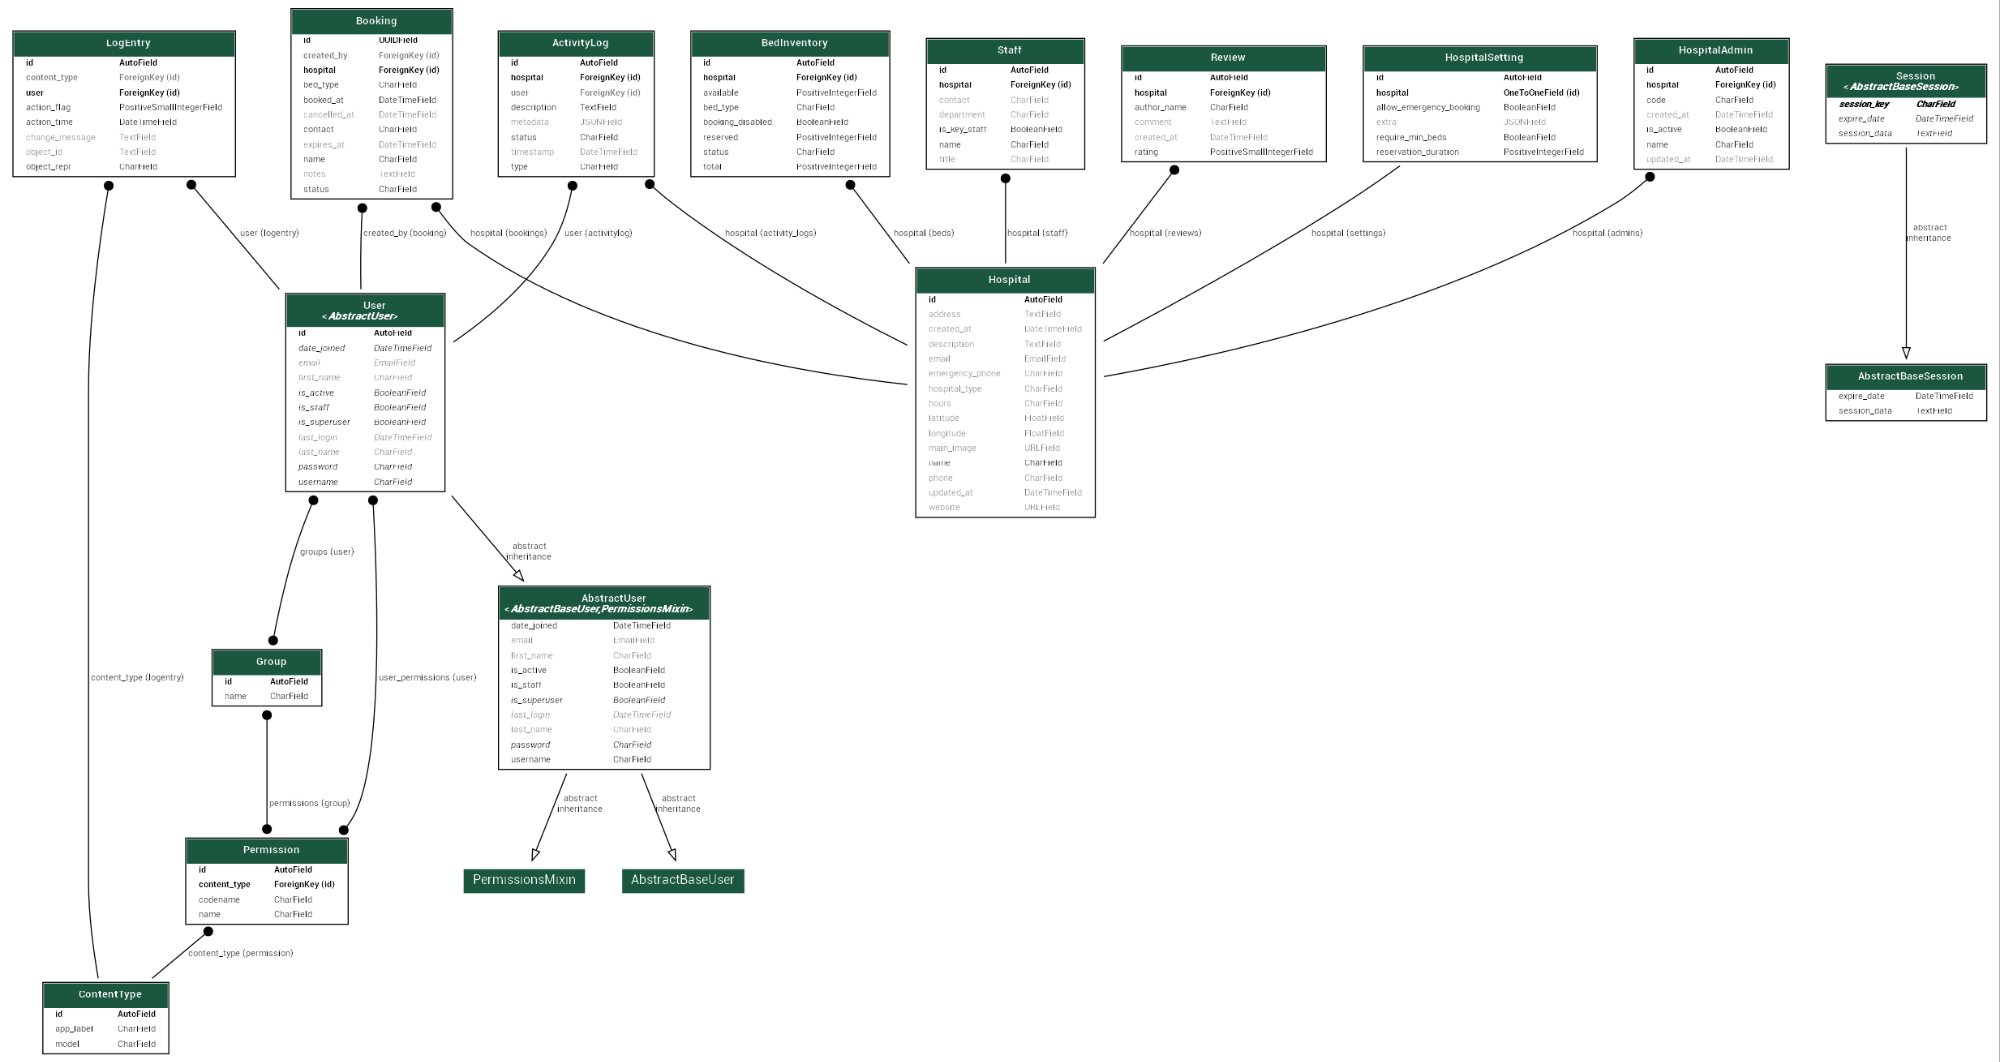 LogEntry
id AutoField
content_type ForeignKey (id)
user ForeignKey (id)
action_flag PositiveSmallIntegerField
action_time DateTimeField
change_message TextField
object_id TextField
object_repr CharField
Booking
id UUIDField
created_by ForeignKey (id)
hospital ForeignKey (id)
bed_type CharField
booked_at DateTimeField
cancelled_at DateTimeField
contact CharField
expires_at DateTimeField
name CharField
notes TextField
status CharField
ActivityLog
id AutoField
hospital ForeignKey (id)
user ForeignKey (id)
description TextField
metadata JSONField
status CharField
timestamp DateTimeField
type CharField
BedInventory
id AutoField
hospital ForeignKey (id)
available PositiveIntegerField
bed_type CharField
booking_disabled BooleanField
reserved PositiveIntegerField
status CharField
total PositiveIntegerField
Staff
id AutoField
hospital ForeignKey (id)
contact CharField
department CharField
is_key_staff BooleanField
name CharField
title CharField
Review
id AutoField
hospital ForeignKey (id)
author_name CharField
comment TextField
created_at DateTimeField
rating PositiveSmallIntegerField
HospitalSetting
id AutoField
hospital OneToOneField (id)
allow_emergency_booking BooleanField
extra JSONField
require_min_beds BooleanField
reservation_duration PositiveIntegerField
HospitalAdmin
id AutoField
hospital ForeignKey (id)
code CharField
created_at DateTimeField
is_active BooleanField
name CharField
updated_at DateTimeField
Session
<AbstractBaseSession>
session_key CharField
expire_date DateTimeField
session_data TextField
user (logentry)
created_by (booking)
hospital (bookings)
user (activitylog)
hospital (activity_logs)
hospital (beds)
hospital (staff)
hospital (reviews)
hospital (settings)
hospital (admins)
abstract
inheritance
User
<AbstractUser>
id AutoField
date_joined DateTimeField
email EmailField
first_name CharField
is_active BooleanField
is_staff BooleanField
is_superuser BooleanField
last_login DateTimeField
last_name CharField
password CharField
username CharField
Hospital
id AutoField
address TextField
created_at DateTimeField
description TextField
email EmailField
emergency_phone CharField
hospital_type CharField
hours CharField
latitude FloatField
longitude FloatField
main_image URLField
name CharField
phone CharField
updated_at DateTimeField
website URLField
AbstractBaseSession
expire_date DateTimeField
session_data TextField
groups (user)
abstract
inheritance
AbstractUser
<AbstractBaseUser,PermissionsMixin>
date_joined DateTimeField
email EmailField
first_name CharField
is_active BooleanField
is_staff BooleanField
is_superuser BooleanField
last_login DateTimeField
last_name CharField
password CharField
username CharField
Group
id AutoField
name CharField
content_type (logentry)
user_permissions (user)
permissions (group)
abstract
inheritance
abstract
inheritance
Permission
id AutoField
content_type ForeignKey (id)
codename CharField
name CharField
PermissionsMixin
AbstractBaseUser
content_type (permission)
ContentType
id AutoField
app_label CharField
model CharField